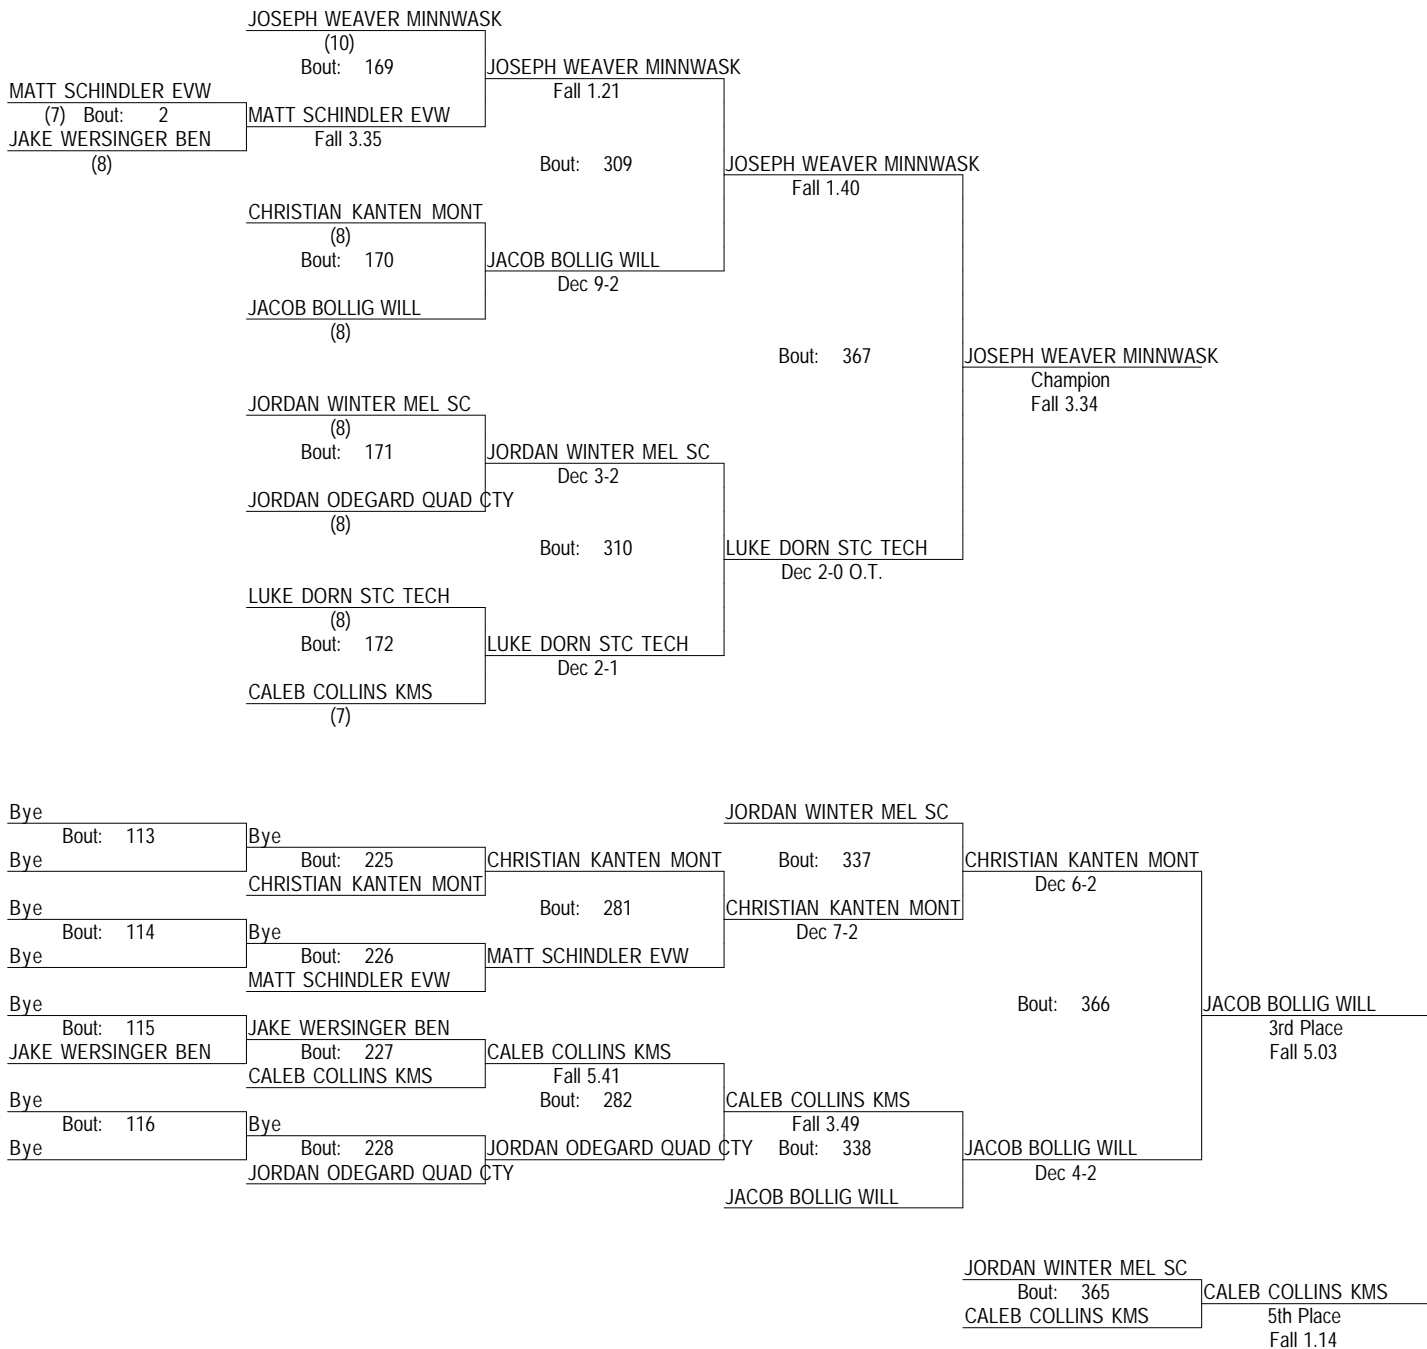 JOSEPH WEAVER MINNWASK
(10)
Bout: 169
JOSEPH WEAVER MINNWASK
Fall 1.21
MATT SCHINDLER EVW
(7) Bout: 2
MATT SCHINDLER EVW
Fall 3.35
JAKE WERSINGER BEN
(8)
Bout: 309
JOSEPH WEAVER MINNWASK
Fall 1.40
CHRISTIAN KANTEN MONT
(8)
Bout: 170
JACOB BOLLIG WILL
Dec 9-2
JACOB BOLLIG WILL
(8)
Bout: 367
JOSEPH WEAVER MINNWASK
Champion
Fall 3.34
JORDAN WINTER MEL SC
(8)
Bout: 171
JORDAN WINTER MEL SC
Dec 3-2
JORDAN ODEGARD QUAD CTY
(8)
Bout: 310
LUKE DORN STC TECH
Dec 2-0 O.T.
LUKE DORN STC TECH
(8)
Bout: 172
LUKE DORN STC TECH
Dec 2-1
CALEB COLLINS KMS
(7)
Bye
Bout: 113
Bye
Bye
Bout: 225
CHRISTIAN KANTEN MONT
CHRISTIAN KANTEN MONT
JORDAN WINTER MEL SC
Bout: 337
CHRISTIAN KANTEN MONT
Dec 6-2
Bye
Bout: 114
Bye
Bye
Bout: 226
MATT SCHINDLER EVW
MATT SCHINDLER EVW
Bout: 281
CHRISTIAN KANTEN MONT
Dec 7-2
Bye
Bout: 115
JAKE WERSINGER BEN
JAKE WERSINGER BEN
Bout: 227
CALEB COLLINS KMS
CALEB COLLINS KMS
Fall 5.41
Bout: 366
JACOB BOLLIG WILL
3rd Place
Fall 5.03
Bye
Bout: 116
Bye
Bye
Bout: 228
JORDAN ODEGARD QUAD CTY
JORDAN ODEGARD QUAD CTY
Bout: 282
CALEB COLLINS KMS
Fall 3.49
Bout: 338
JACOB BOLLIG WILL
Dec 4-2
JACOB BOLLIG WILL
JORDAN WINTER MEL SC
Bout: 365
CALEB COLLINS KMS
CALEB COLLINS KMS
5th Place
Fall 1.14